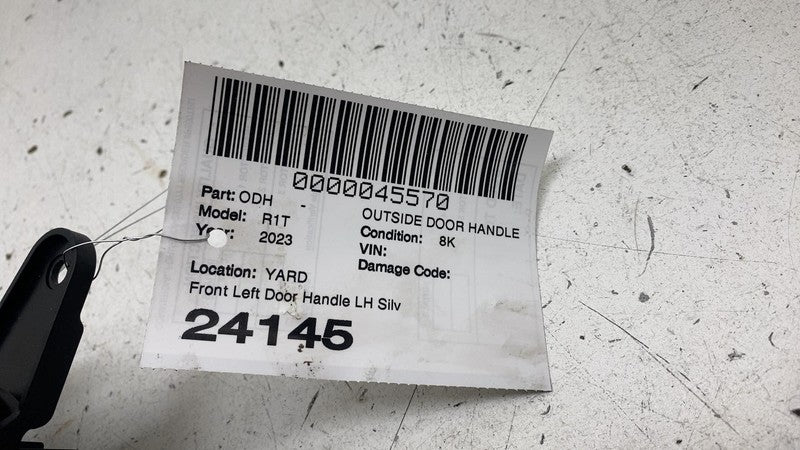 0000045570
Part: ODH -
OUTSIDE DOOR HANDLE
Model: R1T
Condition: 8K
Year: 2023
VIN:
Damage Code:
Location: YARD
Front Left Door Handle LH Silv
24145